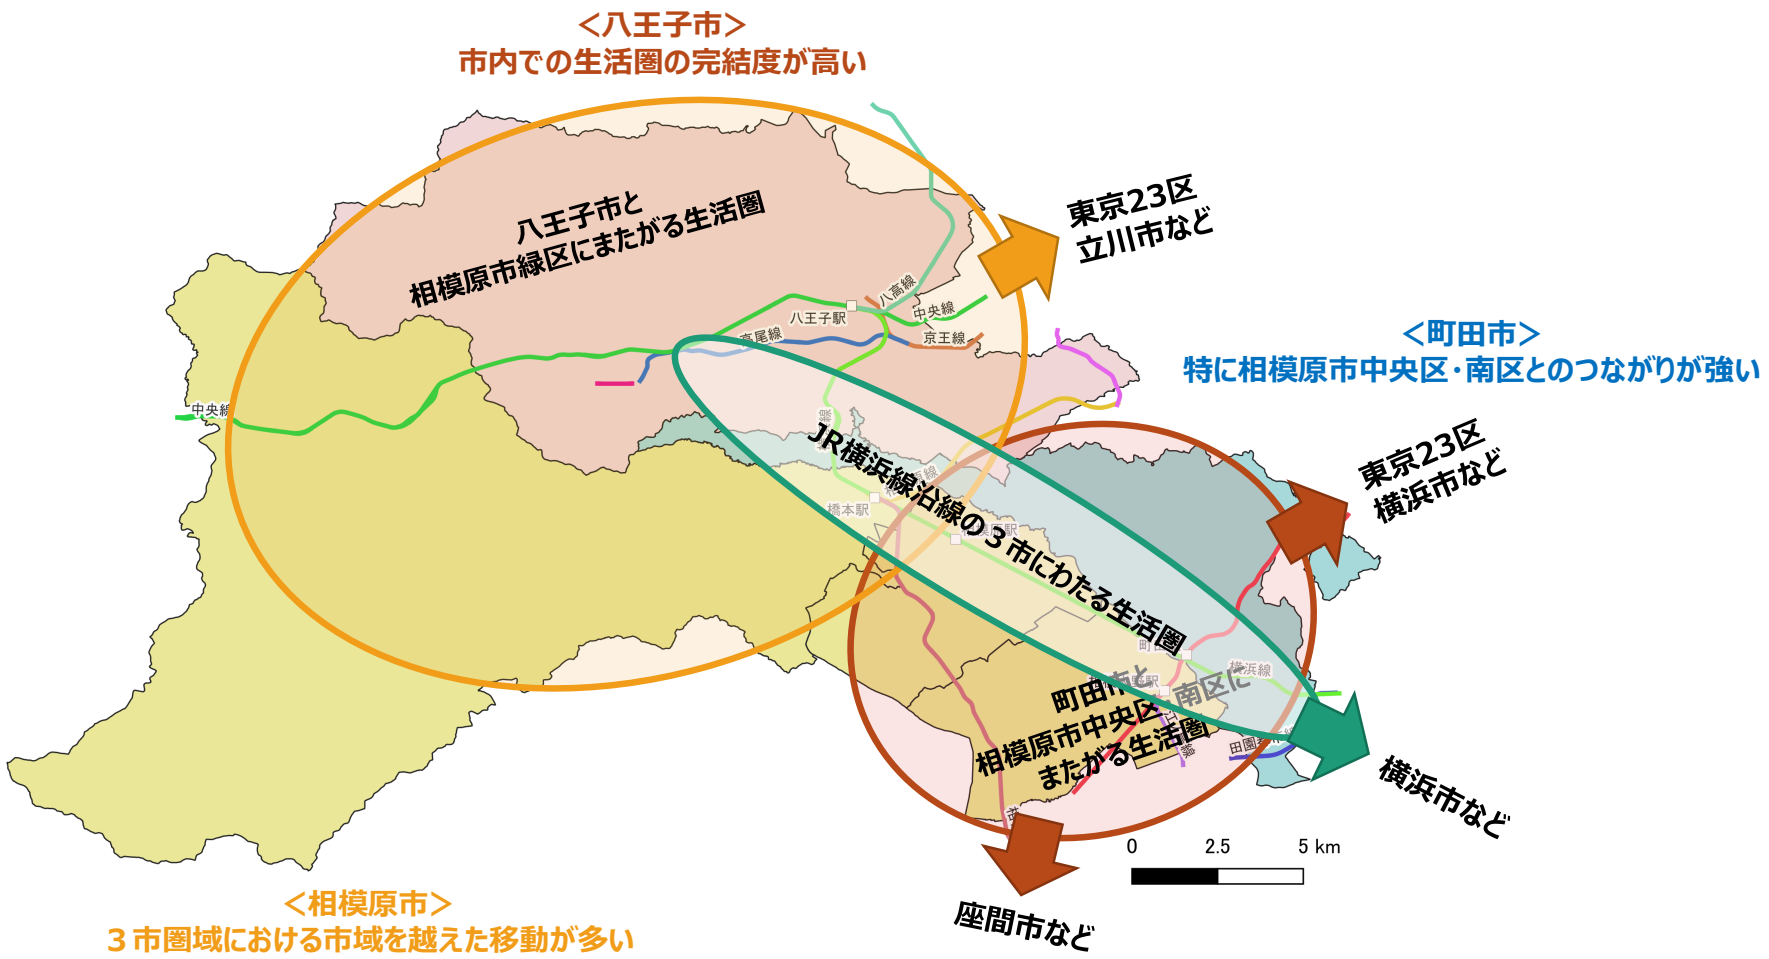 ＜八王子市＞
市内での生活圏の完結度が高い
八王子市と
相模原市緑区にまたがる生活圏
東京23区
立川市など
八高線
中央線
八王子駅
京王線
高尾線
中央線
＜町田市＞
特に相模原市中央区・南区とのつながりが強い
東京23区
横浜市など
JR横浜線沿線の３市にわたる生活圏
橋本駅
相模原駅
横浜線
町田市と
相模原市中央区、南区に
またがる生活圏
横浜市など
0 2.5 5 km
座間市など
＜相模原市＞
３市圏域における市域を越えた移動が多い